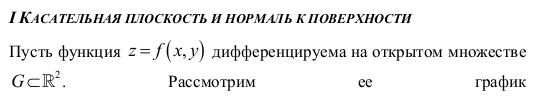 I КАСАТЕЛЬНАЯ ПЛОСКОСТЬ И НОРМАЛЬ К ПОВЕРХНОСТИ
Пусть функция z=f(x,y) дифференцируема на открытом множестве
G⊂ℝ². Рассмотрим ее график